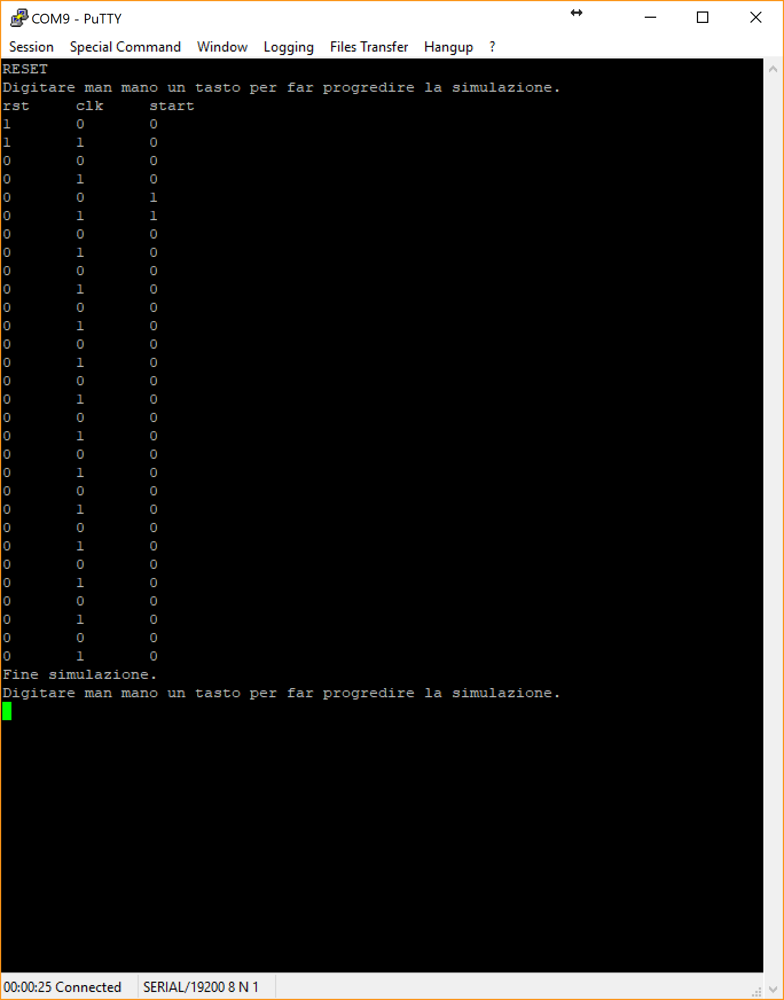 COM9 - PuTTY
Session Special Command Window Logging Files Transfer Hangup ?
RESET
Digitare man mano un tasto per far progredire la simulazione.
rst clk start
1 0 0
1 1 0
0 0 0
0 1 0
0 0 1
0 1 1
0 0 0
0 1 0
0 0 0
0 1 0
0 0 0
0 1 0
0 0 0
0 1 0
0 0 0
0 1 0
0 0 0
0 1 0
0 0 0
0 1 0
0 0 0
0 1 0
0 0 0
0 1 0
0 0 0
0 1 0
0 0 0
0 1 0
0 0 0
0 1 0
Fine simulazione.
Digitare man mano un tasto per far progredire la simulazione.
00:00:25 Connected SERIAL/19200 8 N 1